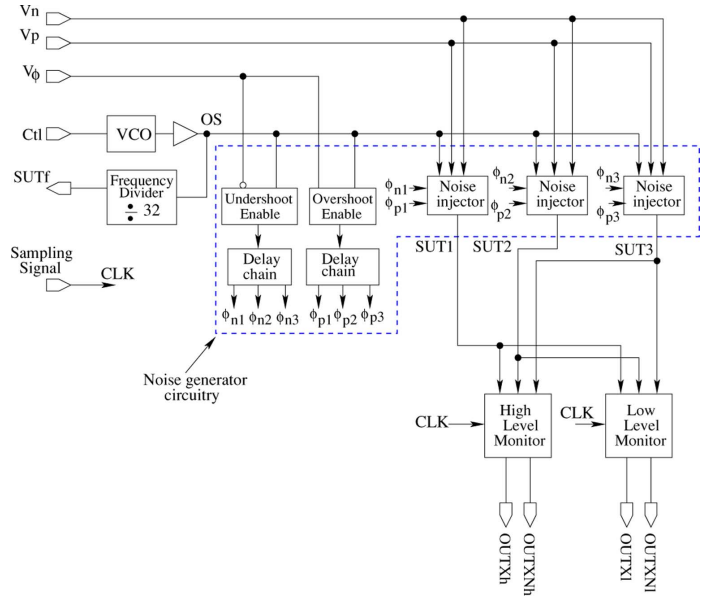 Vn
Vp
Vϕ
Ctl
VCO
OS
SUTf
Frequency
Divider
÷ 32
Sampling
Signal
CLK
Undershoot
Enable
Overshoot
Enable
Delay
chain
Delay
chain
ϕn1 ϕn2 ϕn3
ϕp1 ϕp2 ϕp3
ϕn1
ϕp1
Noise
injector
ϕn2
ϕp2
Noise
injector
ϕn3
ϕp3
Noise
injector
SUT1
SUT2
SUT3
Noise generator
circuitry
CLK
High
Level
Monitor
CLK
Low
Level
Monitor
OUTXh
OUTXNh
OUTXl
OUTXNl